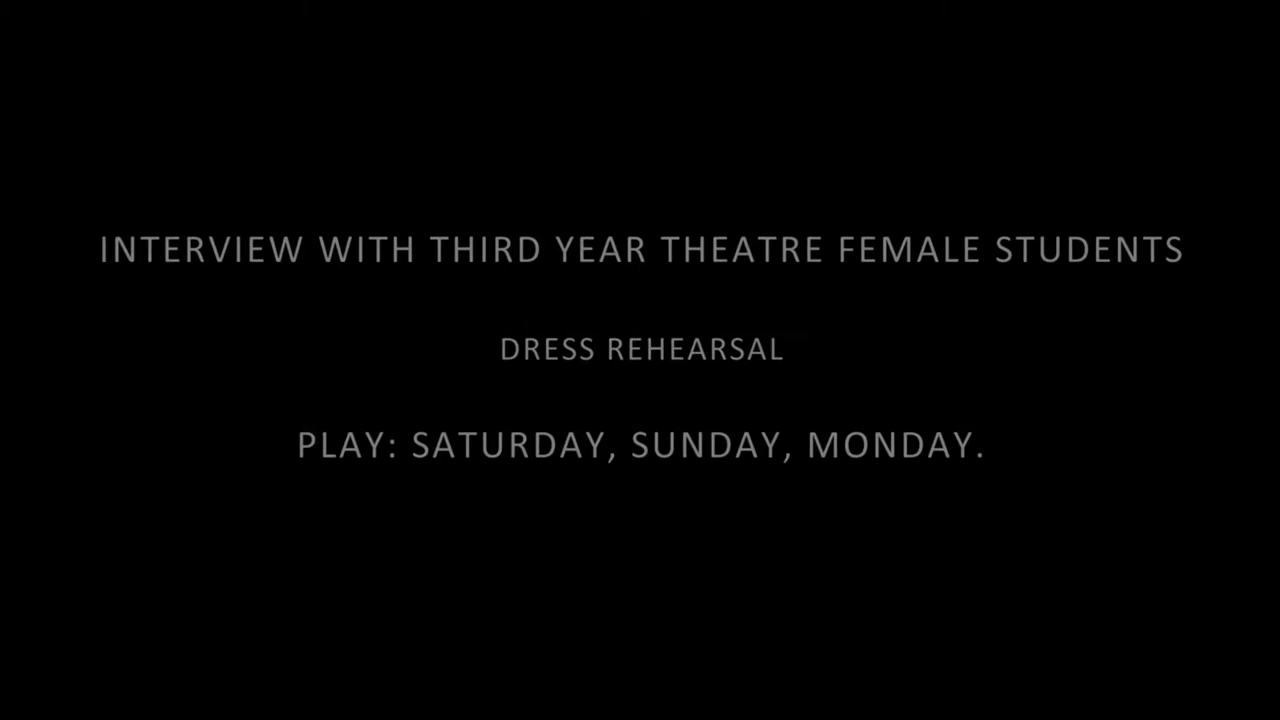 INTERVIEW WITH THIRD YEAR THEATRE FEMALE STUDENTS
DRESS REHEARSAL
PLAY: SATURDAY, SUNDAY, MONDAY.